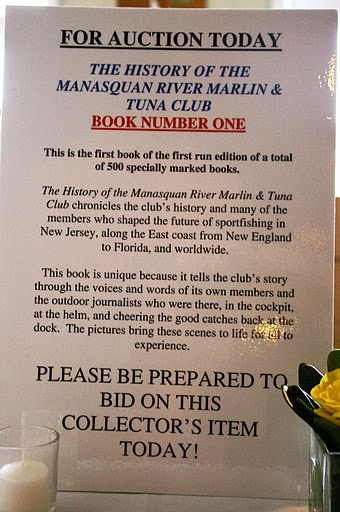 FOR AUCTION TODAY
THE HISTORY OF THE
MANASQUAN RIVER MARLIN &
TUNA CLUB
BOOK NUMBER ONE
This is the first book of the first run edition of a total
of 500 specially marked books.
The History of the Manasquan River Marlin & Tuna
Club chronicles the club's history and many of the
members who shaped the future of sportfishing in
New Jersey, along the East coast from New England
to Florida, and worldwide.
This book is unique because it tells the club's story
through the voices and words of its own members and
the outdoor journalists who were there, in the cockpit,
at the helm, and cheering the good catches back at the
dock. The pictures bring these scenes to life for all to
experience.
PLEASE BE PREPARED TO
BID ON THIS
COLLECTOR'S ITEM
TODAY!